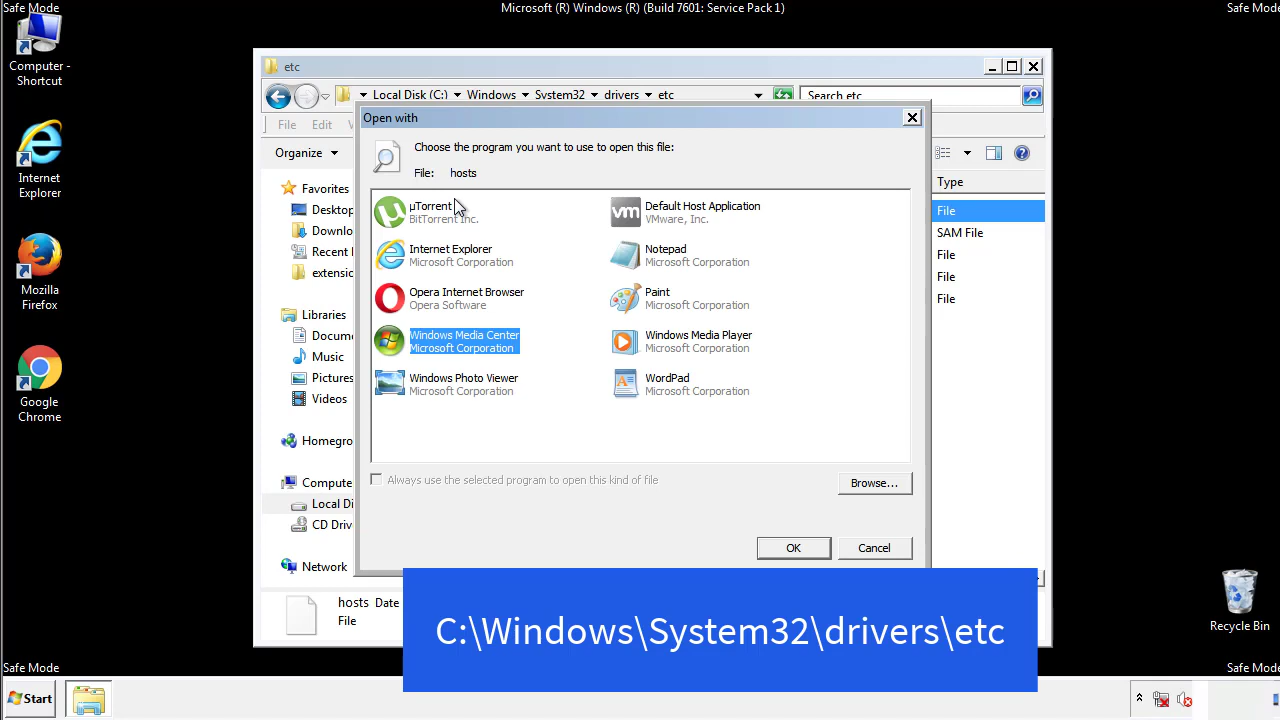 Safe Mode
Microsoft (R) Windows (R) (Build 7601: Service Pack 1)
Safe Mode
Computer -
Shortcut
Internet
Explorer
Mozilla
Firefox
Google
Chrome
Recycle Bin
etc
Local Disk (C:)
Windows
System32
drivers
etc
Search etc
File
Edit
Organize
Favorites
Desktop
Downlo
Recent
extensio
Libraries
Docume
Music
Pictures
Videos
Homegro
Compute
Local Di
CD Driv
Network
Type
File
SAM File
File
File
File
hosts Date
File
Open with
Choose the program you want to use to open this file:
File: hosts
µTorrent
BitTorrent Inc.
Default Host Application
VMware, Inc.
Internet Explorer
Microsoft Corporation
Notepad
Microsoft Corporation
Opera Internet Browser
Opera Software
Paint
Microsoft Corporation
Windows Media Center
Microsoft Corporation
Windows Media Player
Microsoft Corporation
Windows Photo Viewer
Microsoft Corporation
WordPad
Microsoft Corporation
Always use the selected program to open this kind of file
Browse...
OK
Cancel
C:\Windows\System32\drivers\etc
Safe Mode
Safe Mode
Start